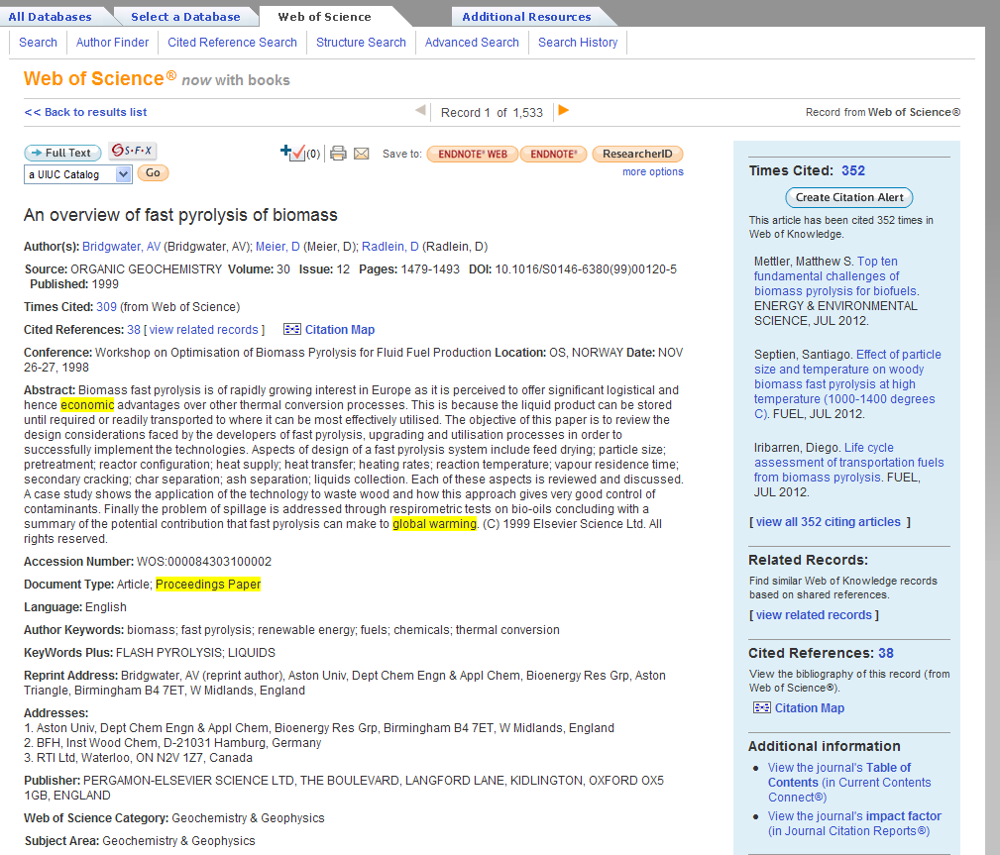 All Databases
Select a Database
Web of Science
Additional Resources
Search
Author Finder
Cited Reference Search
Structure Search
Advanced Search
Search History
Web of Science® now with books
<< Back to results list
Record 1 of 1,533
Record from Web of Science®
Full Text
S·F·X
(0)
Save to:
ENDNOTE® WEB
ENDNOTE®
ResearcherID
more options
a UIUC Catalog
Go
An overview of fast pyrolysis of biomass
Author(s): Bridgwater, AV (Bridgwater, AV); Meier, D (Meier, D); Radlein, D (Radlein, D)
Source: ORGANIC GEOCHEMISTRY Volume: 30 Issue: 12 Pages: 1479-1493 DOI: 10.1016/S0146-6380(99)00120-5
Published: 1999
Times Cited: 309 (from Web of Science)
Cited References: 38 [ view related records ] Citation Map
Conference: Workshop on Optimisation of Biomass Pyrolysis for Fluid Fuel Production Location: OS, NORWAY Date: NOV
26-27, 1998
Abstract: Biomass fast pyrolysis is of rapidly growing interest in Europe as it is perceived to offer significant logistical and
hence economic advantages over other thermal conversion processes. This is because the liquid product can be stored
until required or readily transported to where it can be most effectively utilised. The objective of this paper is to review the
design considerations faced by the developers of fast pyrolysis, upgrading and utilisation processes in order to
successfully implement the technologies. Aspects of design of a fast pyrolysis system include feed drying; particle size;
pretreatment; reactor configuration; heat supply; heat transfer; heating rates; reaction temperature; vapour residence time;
secondary cracking; char separation; ash separation; liquids collection. Each of these aspects is reviewed and discussed.
A case study shows the application of the technology to waste wood and how this approach gives very good control of
contaminants. Finally the problem of spillage is addressed through respirometric tests on bio-oils concluding with a
summary of the potential contribution that fast pyrolysis can make to global warming. (C) 1999 Elsevier Science Ltd. All
rights reserved.
Accession Number: WOS:000084303100002
Document Type: Article; Proceedings Paper
Language: English
Author Keywords: biomass; fast pyrolysis; renewable energy; fuels; chemicals; thermal conversion
KeyWords Plus: FLASH PYROLYSIS; LIQUIDS
Reprint Address: Bridgwater, AV (reprint author), Aston Univ, Dept Chem Engn & Appl Chem, Bioenergy Res Grp, Aston
Triangle, Birmingham B4 7ET, W Midlands, England
Addresses:
1. Aston Univ, Dept Chem Engn & Appl Chem, Bioenergy Res Grp, Birmingham B4 7ET, W Midlands, England
2. BFH, Inst Wood Chem, D-21031 Hamburg, Germany
3. RTI Ltd, Waterloo, ON N2V 1Z7, Canada
Publisher: PERGAMON-ELSEVIER SCIENCE LTD, THE BOULEVARD, LANGFORD LANE, KIDLINGTON, OXFORD OX5
1GB, ENGLAND
Web of Science Category: Geochemistry & Geophysics
Subject Area: Geochemistry & Geophysics
Times Cited: 352
Create Citation Alert
This article has been cited 352 times in
Web of Knowledge.
Mettler, Matthew S. Top ten
fundamental challenges of
biomass pyrolysis for biofuels.
ENERGY & ENVIRONMENTAL
SCIENCE, JUL 2012.
Septien, Santiago. Effect of particle
size and temperature on woody
biomass fast pyrolysis at high
temperature (1000-1400 degrees
C). FUEL, JUL 2012.
Iribarren, Diego. Life cycle
assessment of transportation fuels
from biomass pyrolysis. FUEL,
JUL 2012.
[ view all 352 citing articles ]
Related Records:
Find similar Web of Knowledge records
based on shared references.
[ view related records ]
Cited References: 38
View the bibliography of this record (from
Web of Science®).
Citation Map
Additional information
• View the journal's Table of
Contents (in Current Contents
Connect®)
• View the journal's impact factor
(in Journal Citation Reports®)